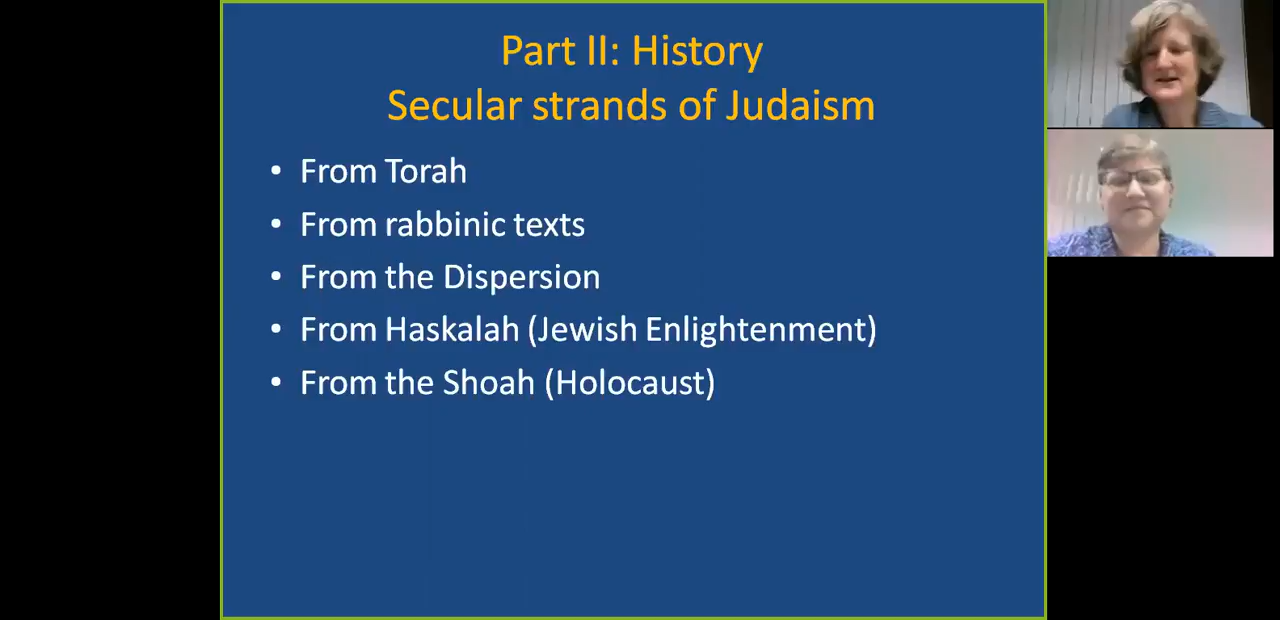 Part II: History
Secular strands of Judaism
• From Torah
• From rabbinic texts
• From the Dispersion
• From Haskalah (Jewish Enlightenment)
• From the Shoah (Holocaust)